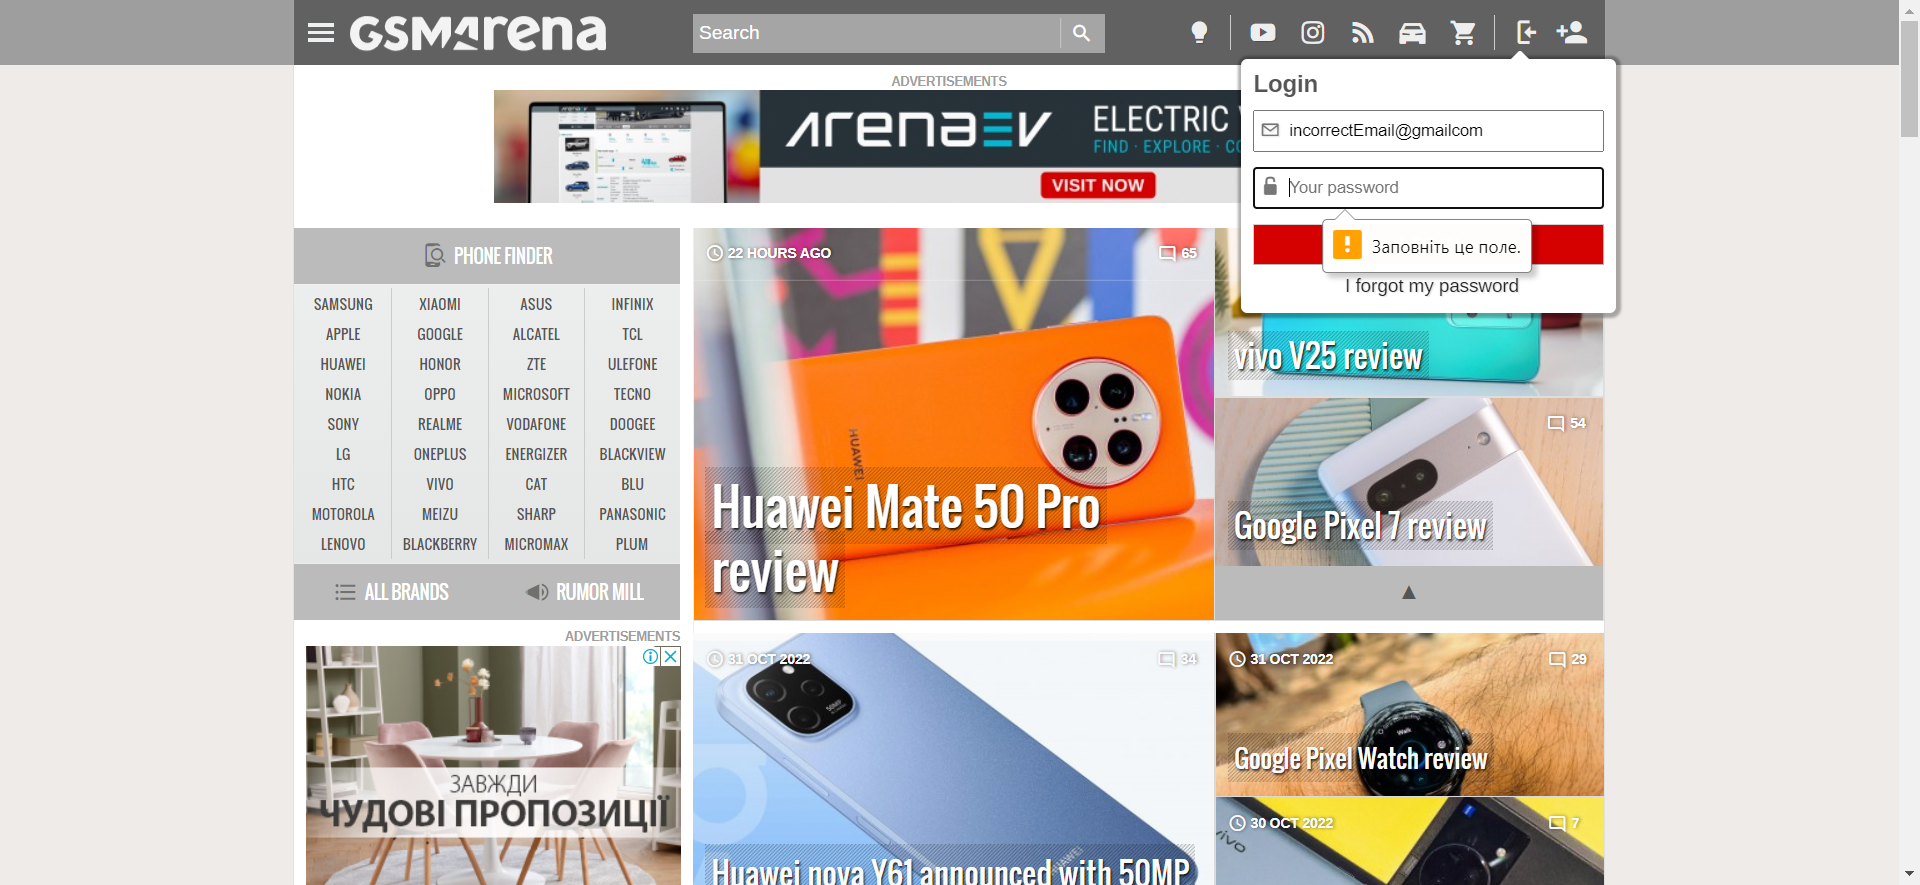 GSMArena
Search
Login
incorrectEmail@gmailcom
Your password
Заповніть це поле.
I forgot my password
ADVERTISEMENTS
arenaEV
ELECTRIC
FIND · EXPLORE ·
VISIT NOW
PHONE FINDER
SAMSUNG XIAOMI ASUS INFINIX
APPLE GOOGLE ALCATEL TCL
HUAWEI HONOR ZTE ULEFONE
NOKIA OPPO MICROSOFT TECNO
SONY REALME VODAFONE DOOGEE
LG ONEPLUS ENERGIZER BLACKVIEW
HTC VIVO CAT BLU
MOTOROLA MEIZU SHARP PANASONIC
LENOVO BLACKBERRY MICROMAX PLUM
ALL BRANDS RUMOR MILL
22 HOURS AGO 65
HUAWEI
Huawei Mate 50 Pro
review
vivo V25 review
54
Google Pixel 7 review
ADVERTISEMENTS
ЗАВЖДИ
ЧУДОВІ ПРОПОЗИЦІЇ
31 OCT 2022 34
50MP
HUAWEI
Huawei nova Y61 announced with 50MP
31 OCT 2022 29
Walk
Google Pixel Watch review
30 OCT 2022 7
vivo